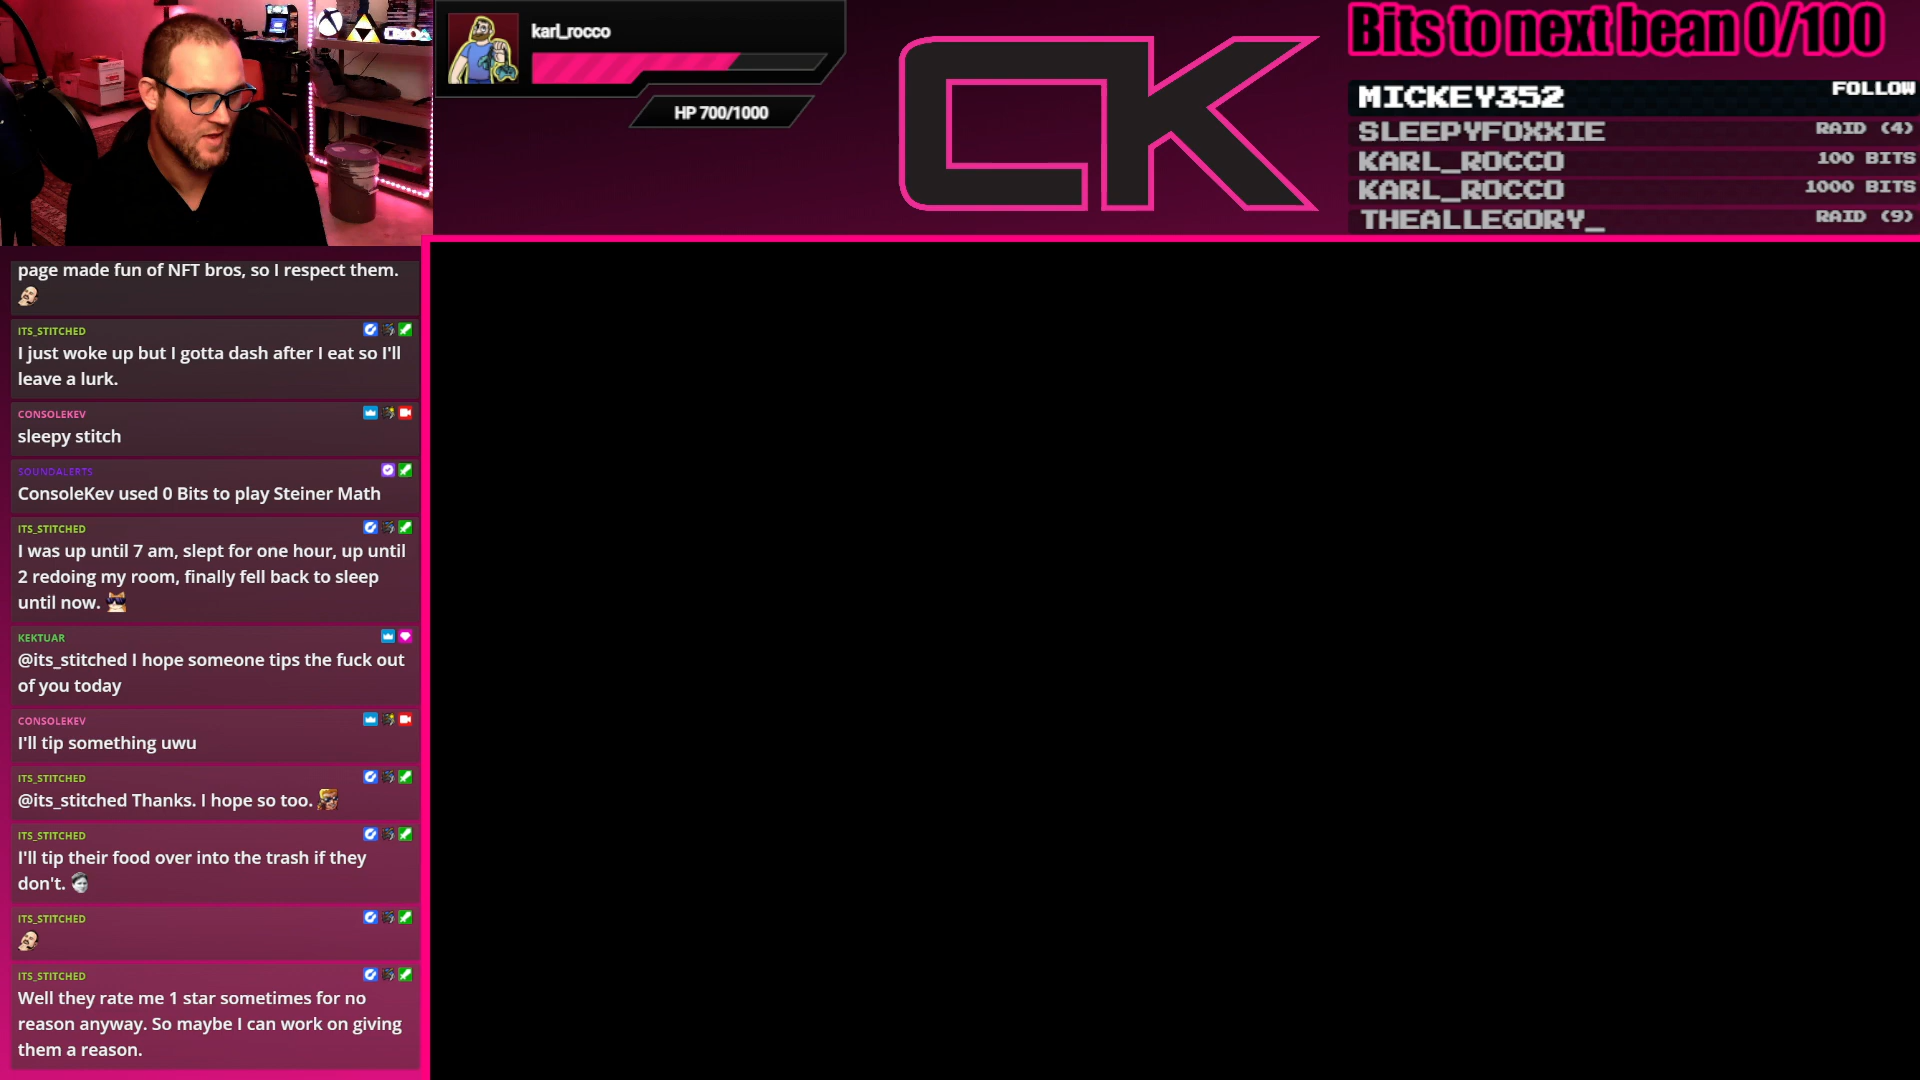 karl_rocco
HP 700/1000
CK
Bits to next bean 0/100
MICKEY352 FOLLOW
SLEEPYFOXXIE RAID (4)
KARL_ROCCO 100 BITS
KARL_ROCCO 1000 BITS
THEALLEGORY_ RAID (9)
page made fun of NFT bros, so I respect them.
ITS_STITCHED
I just woke up but I gotta dash after I eat so I'll
leave a lurk.
CONSOLEKEV
sleepy stitch
SOUNDALERTS
ConsoleKev used 0 Bits to play Steiner Math
ITS_STITCHED
I was up until 7 am, slept for one hour, up until
2 redoing my room, finally fell back to sleep
until now.
KEKTUAR
@its_stitched I hope someone tips the fuck out
of you today
CONSOLEKEV
I'll tip something uwu
ITS_STITCHED
@its_stitched Thanks. I hope so too.
ITS_STITCHED
I'll tip their food over into the trash if they
don't.
ITS_STITCHED
ITS_STITCHED
Well they rate me 1 star sometimes for no
reason anyway. So maybe I can work on giving
them a reason.